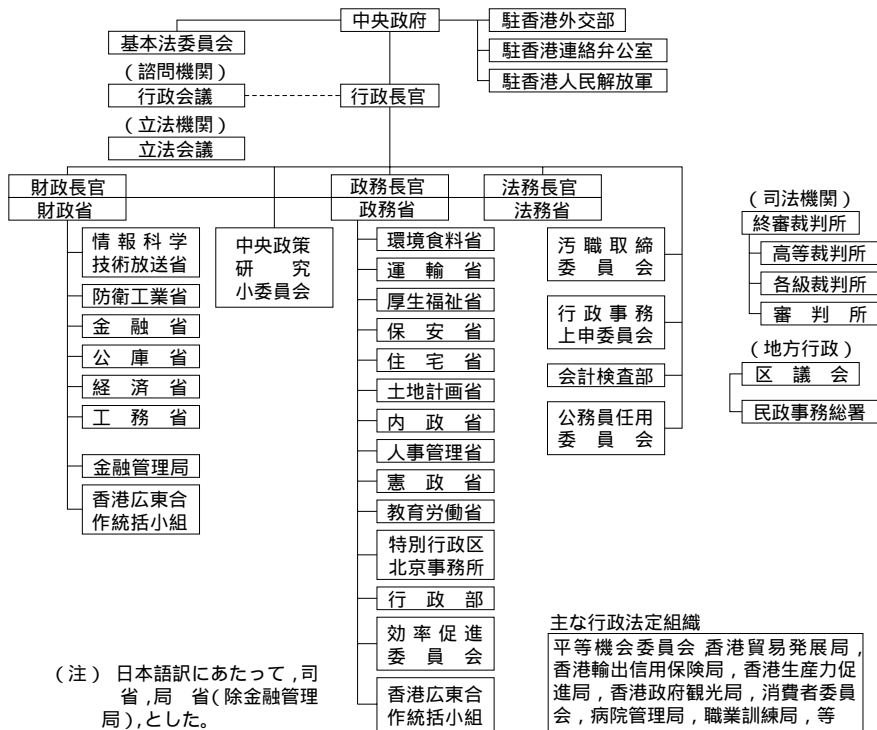 中央政府
駐香港外交部
基本法委員会
駐香港連絡弁公室
駐香港人民解放軍
(諮問機関)
行政会議
行政長官
(立法機関)
立法会議
財政長官
財政省
政務長官
政務省
法務長官
法務省
情報科学
技術放送省
防衛工業省
金融省
公庫省
経済省
工務省
金融管理局
香港広東合
作統括小組
中央政策
研究
小委員会
環境食料省
運輸省
厚生福祉省
保安省
住宅省
土地計画省
内政省
人事管理省
憲政省
教育労働省
特別行政区
北京事務所
行政部
効率促進
委員会
香港広東合
作統括小組
汚職取締
委員会
行政事務
上申委員会
会計検査部
公務員任用
委員会
(司法機関)
終審裁判所
高等裁判所
各級裁判所
審判所
(地方行政)
区議会
民政事務総署
主な行政法定組織
平等機会委員会 香港貿易発展局,
香港輸出信用保険局,香港生産力促
進局,香港政府観光局,消費者委員
会,病院管理局,職業訓練局,等
(注) 日本語訳にあたって,司
省,局 省(除金融管理
局),とした。